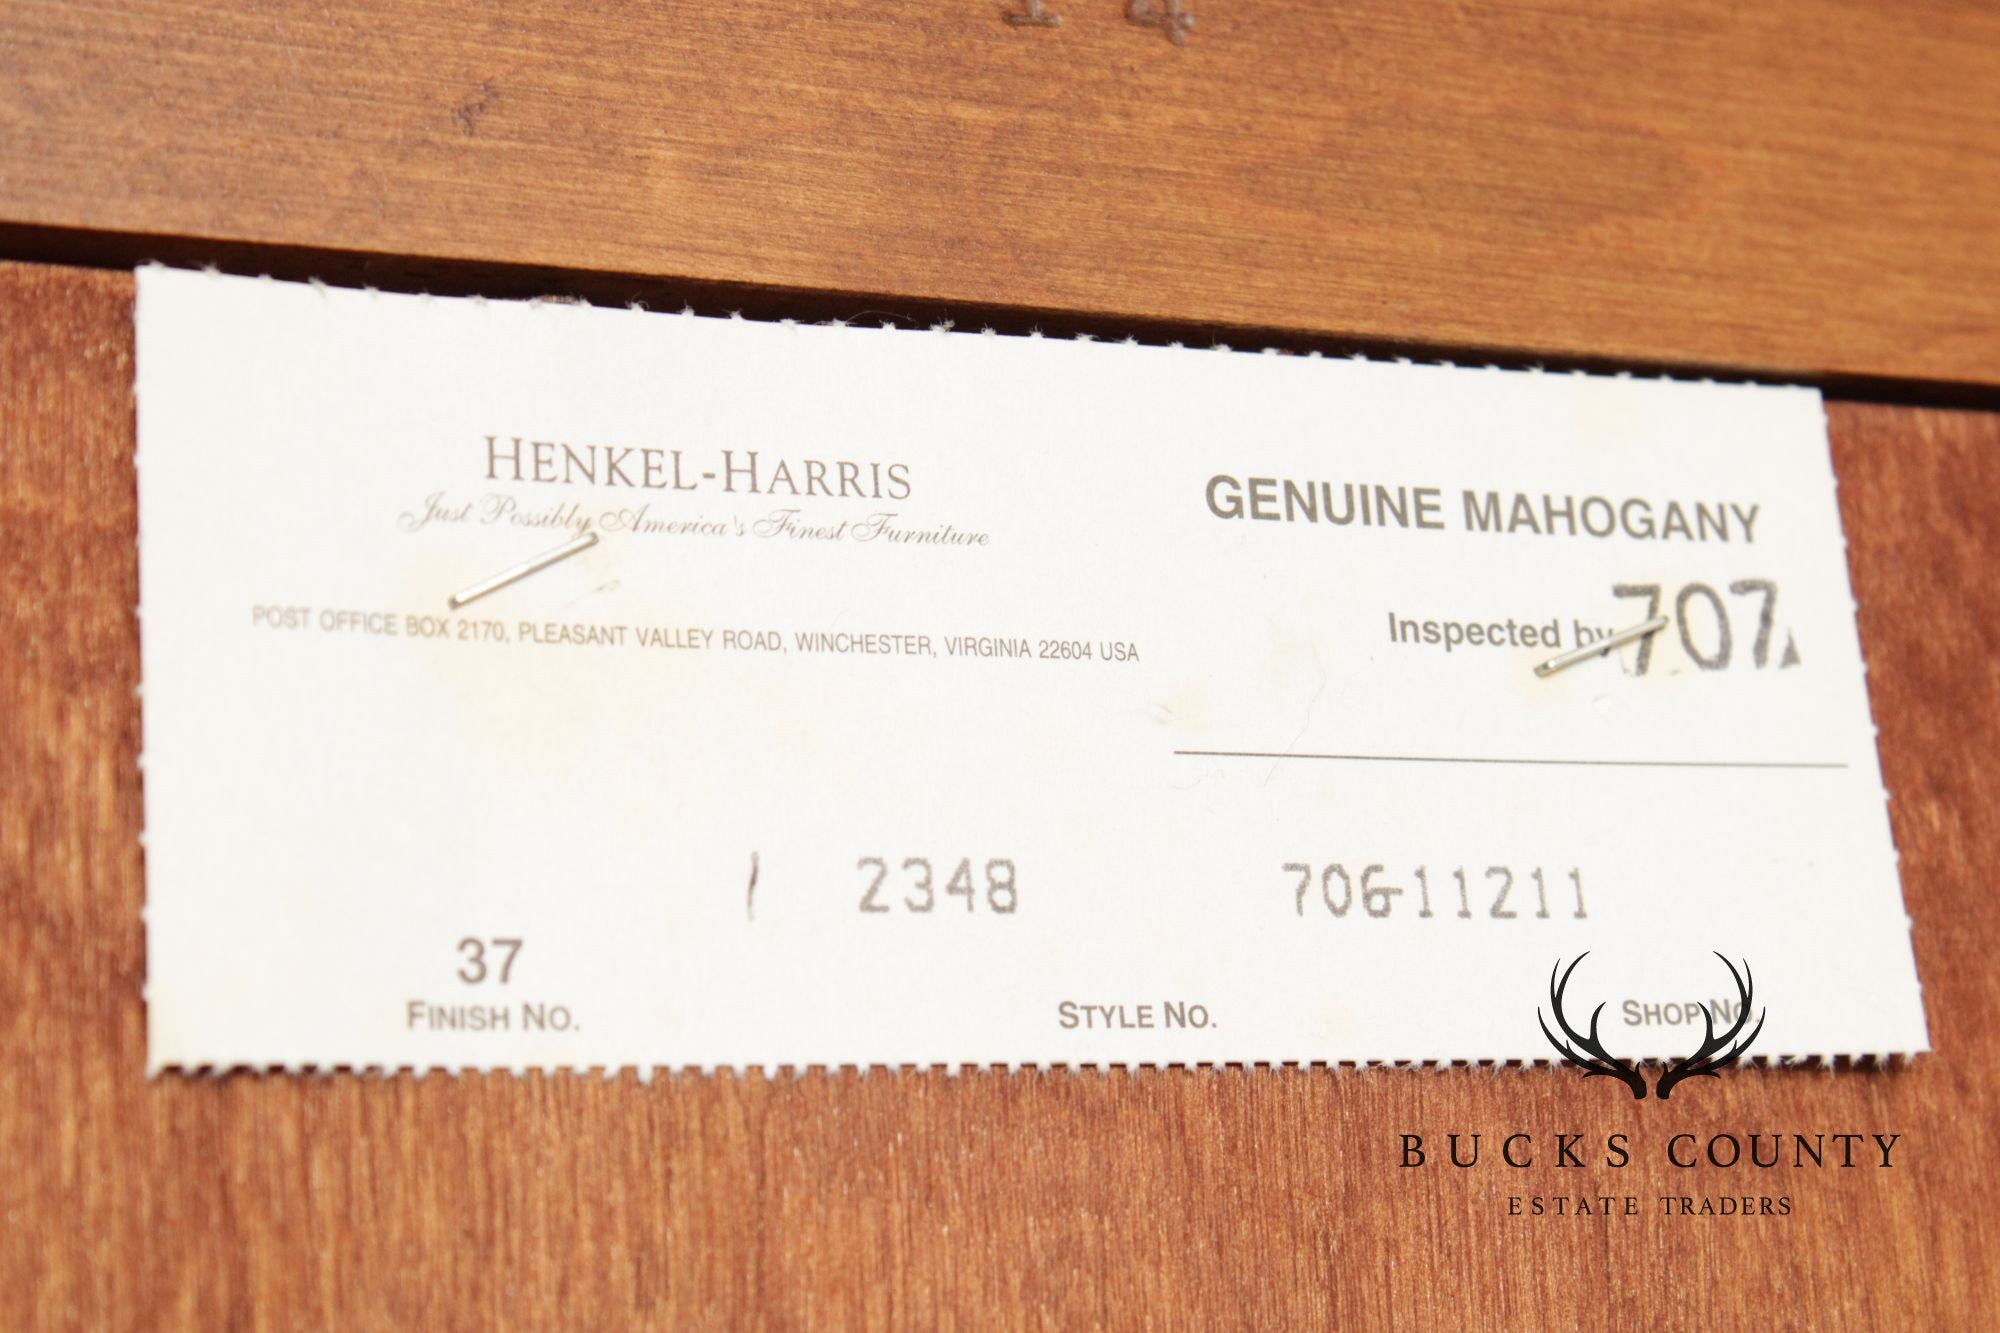 14
HENKEL-HARRIS
Just Possibly America's Finest Furniture
POST OFFICE BOX 2170, PLEASANT VALLEY ROAD, WINCHESTER, VIRGINIA 22604 USA
GENUINE MAHOGANY
Inspected by 707
2348
706-11211
37
FINISH NO.
STYLE NO.
SHOP NO.
BUCKS COUNTY
ESTATE TRADERS